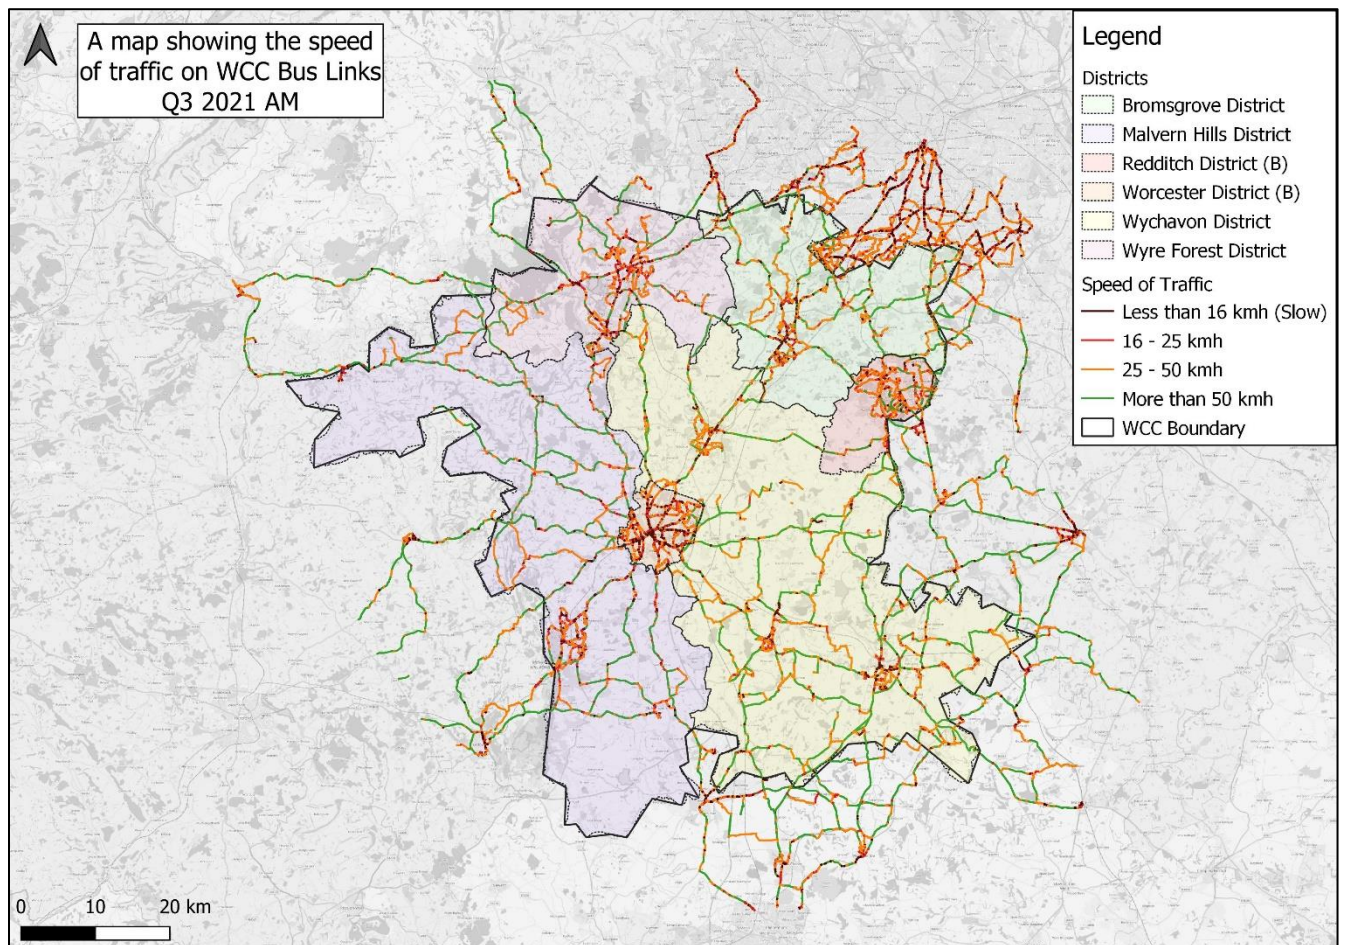 A map showing the speed
of traffic on WCC Bus Links
Q3 2021 AM
Legend
Districts
Bromsgrove District
Malvern Hills District
Redditch District (B)
Worcester District (B)
Wychavon District
Wyre Forest District
Speed of Traffic
Less than 16 kmh (Slow)
16 - 25 kmh
25 - 50 kmh
More than 50 kmh
WCC Boundary
0 10 20 km